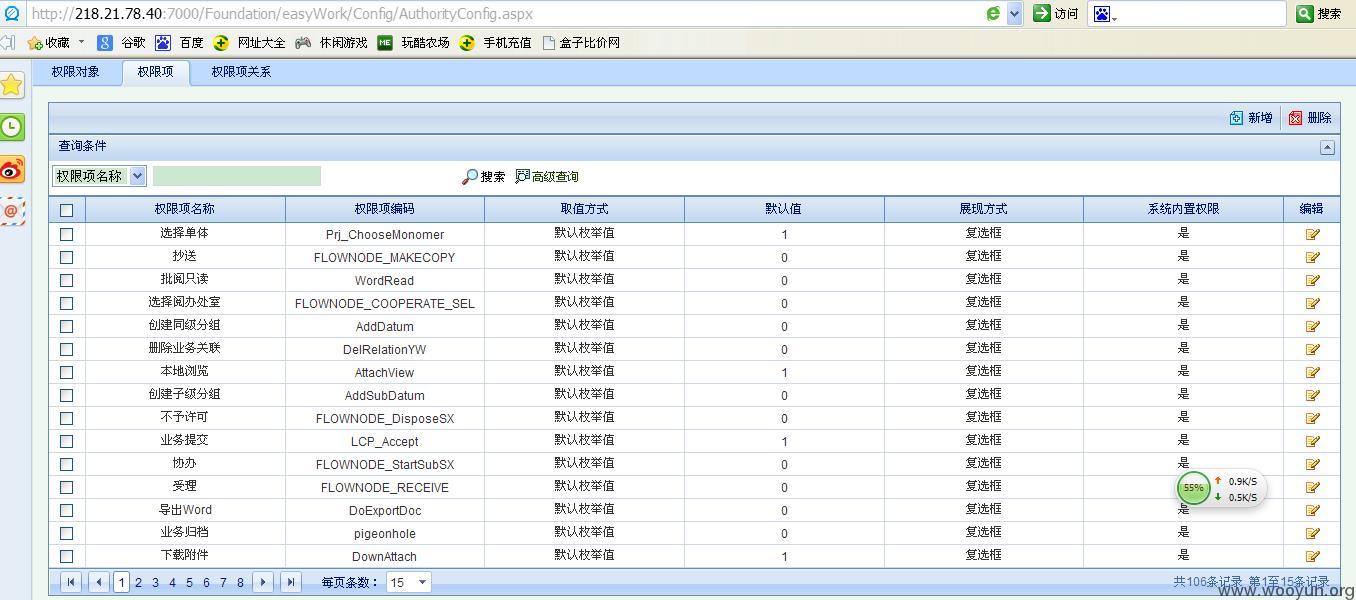 http://218.21.78.40:7000/Foundation/easyWork/Config/AuthorityConfig.aspx 访问 搜索
收藏 谷歌 百度 网址大全 休闲游戏 ME 玩酷农场 手机充值 盒子比价网
权限对象 权限项 权限项关系
新增 删除
查询条件
权限项名称 搜索 高级查询
权限项名称 权限项编码 取值方式 默认值 展现方式 系统内置权限 编辑
选择单体 Prj_ChooseMonomer 默认枚举值 1 复选框 是
抄送 FLOWNODE_MAKECOPY 默认枚举值 0 复选框 是
批阅只读 WordRead 默认枚举值 0 复选框 是
选择阅办处室 FLOWNODE_COOPERATE_SEL 默认枚举值 0 复选框 是
创建同级分组 AddDatum 默认枚举值 0 复选框 是
删除业务关联 DelRelationYW 默认枚举值 0 复选框 是
本地浏览 AttachView 默认枚举值 1 复选框 是
创建子级分组 AddSubDatum 默认枚举值 0 复选框 是
不予许可 FLOWNODE_DisposeSX 默认枚举值 0 复选框 是
业务提交 LCP_Accept 默认枚举值 1 复选框 是
协办 FLOWNODE_StartSubSX 默认枚举值 0 复选框 是
受理 FLOWNODE_RECEIVE 默认枚举值 0 复选框
55% 0.9K/S
0.5K/S
导出Word DoExportDoc 默认枚举值 0 复选框 是
业务归档 pigeonhole 默认枚举值 0 复选框 是
下载附件 DownAttach 默认枚举值 1 复选框 是
1 2 3 4 5 6 7 8 每页条数： 15 共106条记录 第1至15条记录
www.wooyun.org